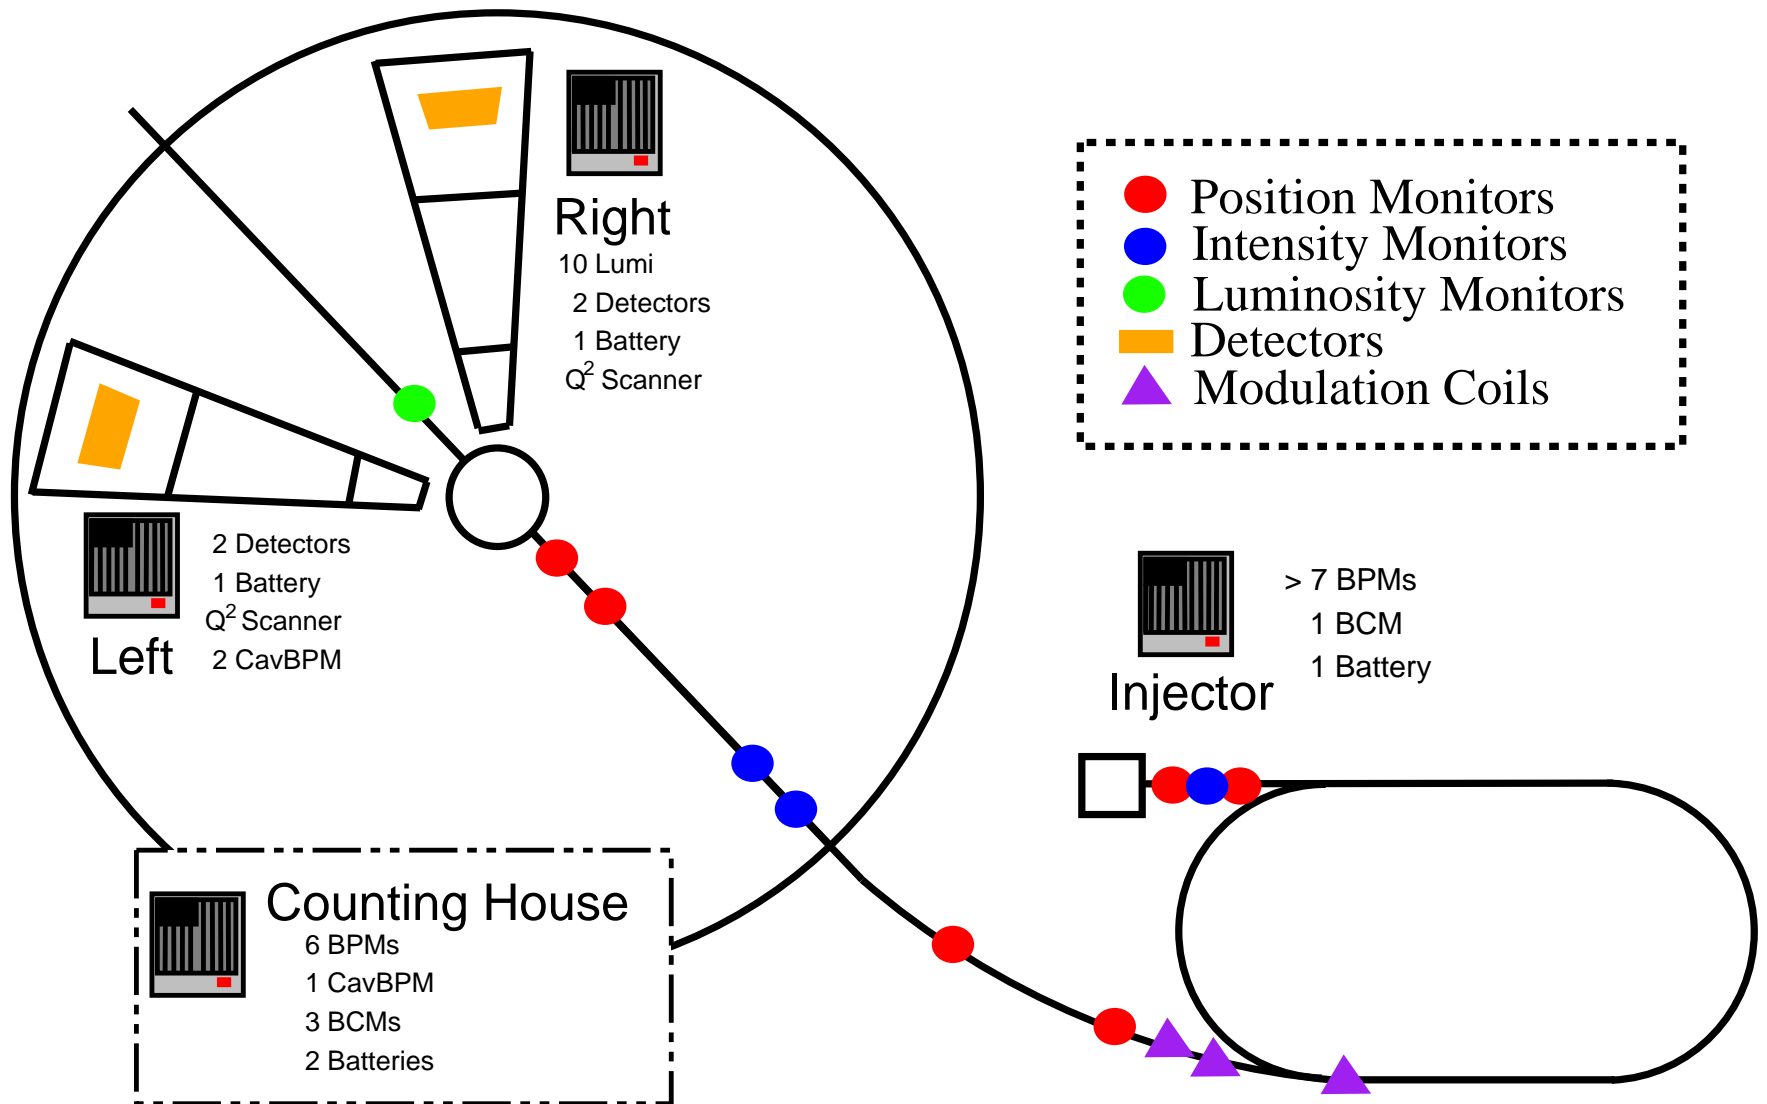 Right
10 Lumi
2 Detectors
1 Battery
Q² Scanner
Position Monitors
Intensity Monitors
Luminosity Monitors
Detectors
Modulation Coils
2 Detectors
1 Battery
Q² Scanner
2 CavBPM
Left
> 7 BPMs
1 BCM
1 Battery
Injector
Counting House
6 BPMs
1 CavBPM
3 BCMs
2 Batteries